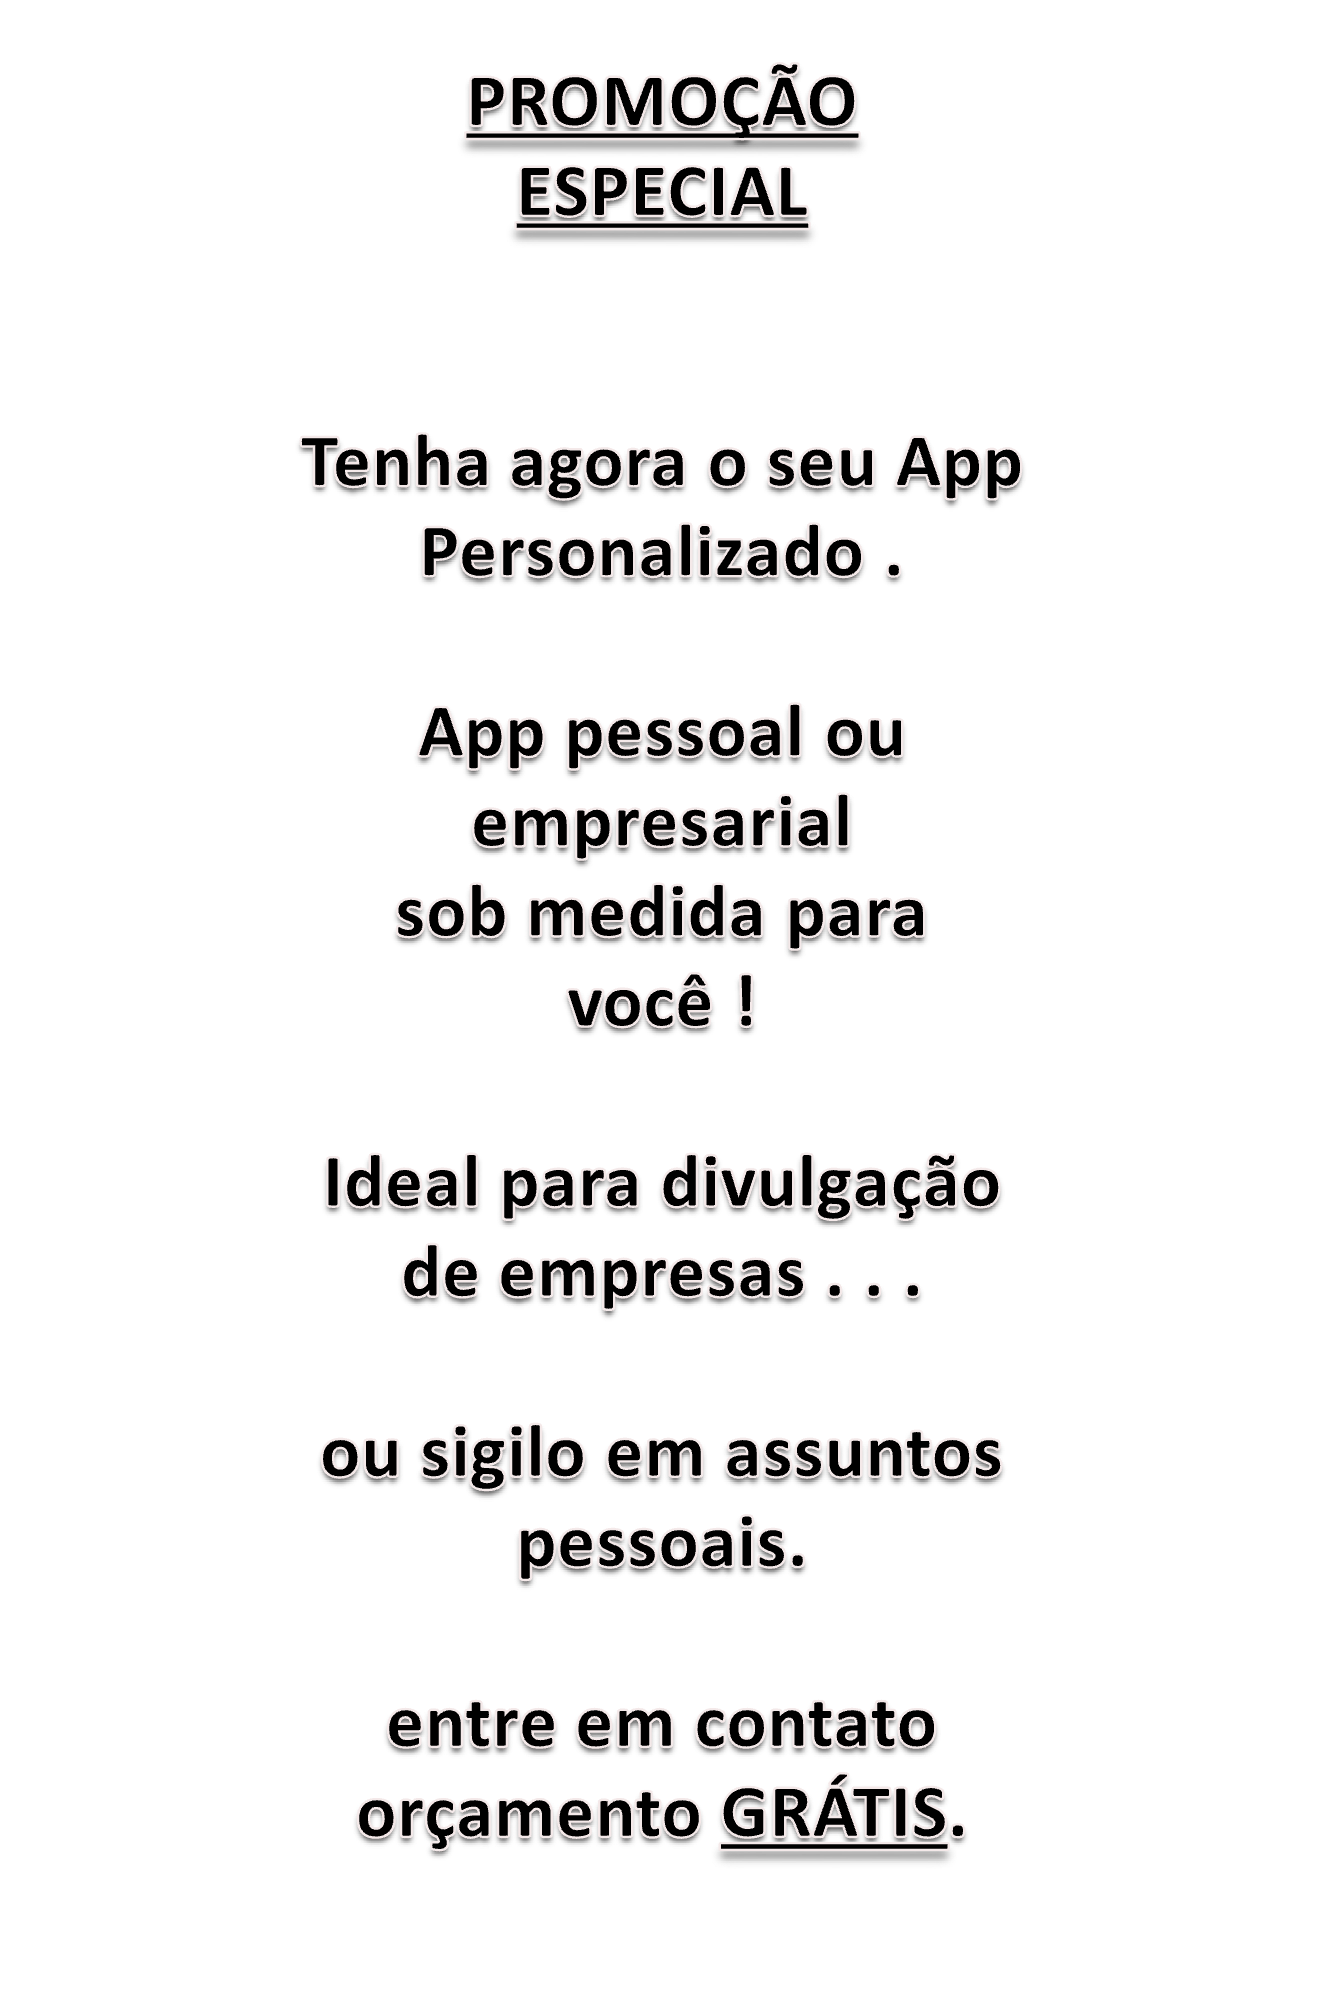 PROMOÇÃO
ESPECIAL
Tenha agora o seu App
Personalizado .
App pessoal ou
empresarial
sob medida para
você !
Ideal para divulgação
de empresas . . .
ou sigilo em assuntos
pessoais.
entre em contato
orçamento GRÁTIS.